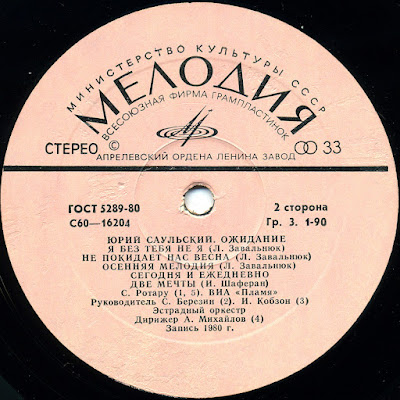 МИНИСТЕРСТВО КУЛЬТУРЫ СССР
МЕЛОДИЯ
ВСЕСОЮЗНАЯ ФИРМА ГРАМПЛАСТИНОК
СТЕРЕО © 33
АПРЕЛЕВСКИЙ ОРДЕНА ЛЕНИНА ЗАВОД
ГОСТ 5289-80 2 сторона
С60—16204 Гр. 3. 1-90
ЮРИЙ САУЛЬСКИЙ. ОЖИДАНИЕ
Я БЕЗ ТЕБЯ НЕ Я (Л. Завальнюк)
НЕ ПОКИДАЕТ НАС ВЕСНА (Л. Завальнюк)
ОСЕННЯЯ МЕЛОДИЯ (Л. Завальнюк)
СЕГОДНЯ И ЕЖЕДНЕВНО
ДВЕ МЕЧТЫ (И. Шаферан)
С. Ротару (1, 5). ВИА «Пламя»
Руководитель С. Березин (2). И. Кобзон (3)
Эстрадный оркестр
Дирижер А. Михайлов (4)
Запись 1980 г.